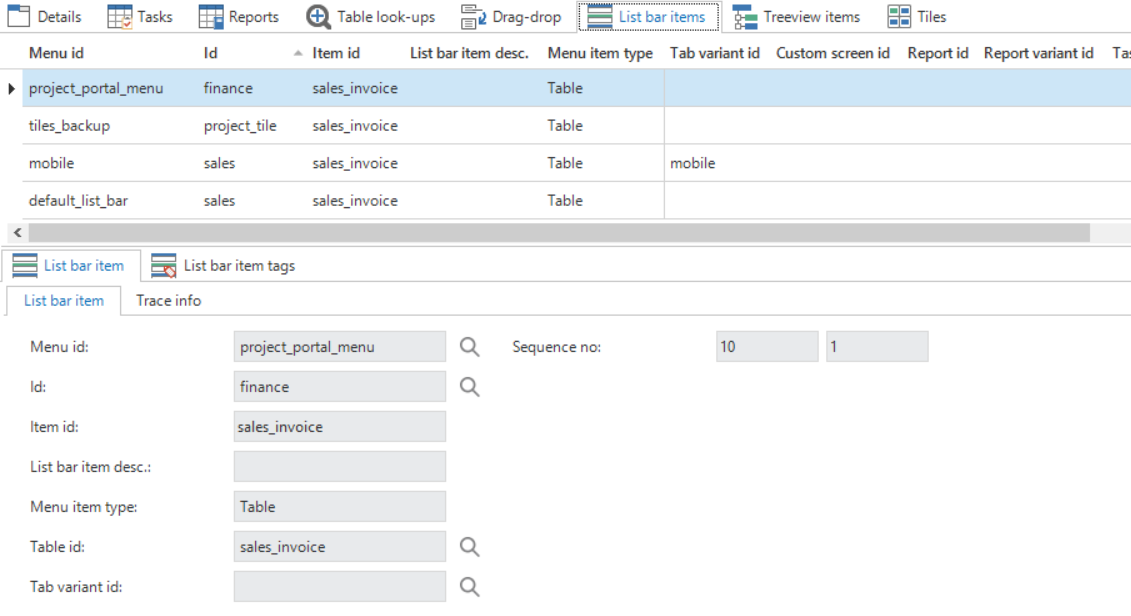 Details Tasks Reports Table look-ups Drag-drop List bar items Treeview items Tiles
Menu id Id Item id List bar item desc. Menu item type Tab variant id Custom screen id Report id Report variant id Tas
project_portal_menu finance sales_invoice Table
tiles_backup project_tile sales_invoice Table
mobile sales sales_invoice Table mobile
default_list_bar sales sales_invoice Table
List bar item List bar item tags
List bar item Trace info
Menu id: project_portal_menu Sequence no: 10 1
Id: finance
Item id: sales_invoice
List bar item desc.:
Menu item type: Table
Table id: sales_invoice
Tab variant id: